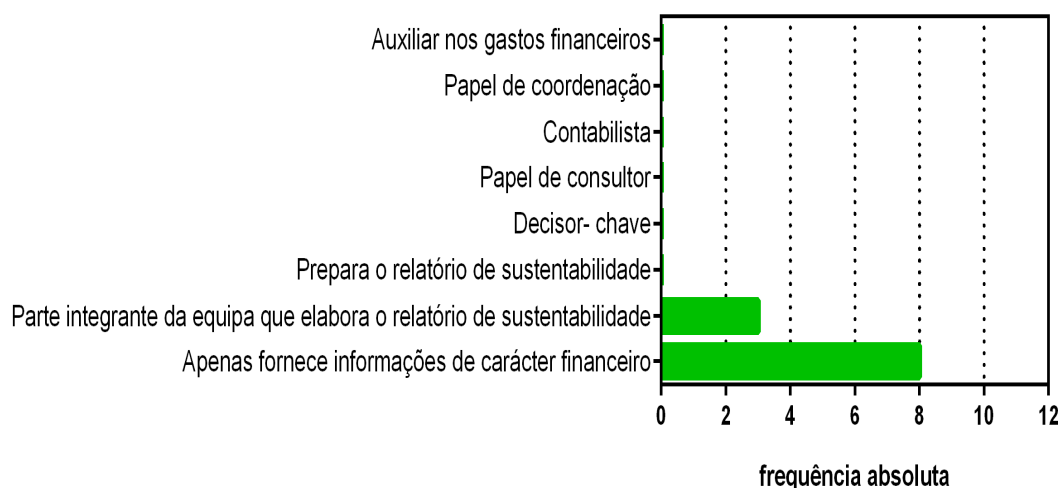 Auxiliar nos gastos financeiros
Papel de coordenação
Contabilista
Papel de consultor
Decisor- chave
Prepara o relatório de sustentabilidade
Parte integrante da equipa que elabora o relatório de sustentabilidade
Apenas fornece informações de carácter financeiro
0 2 4 6 8 10 12
frequência absoluta